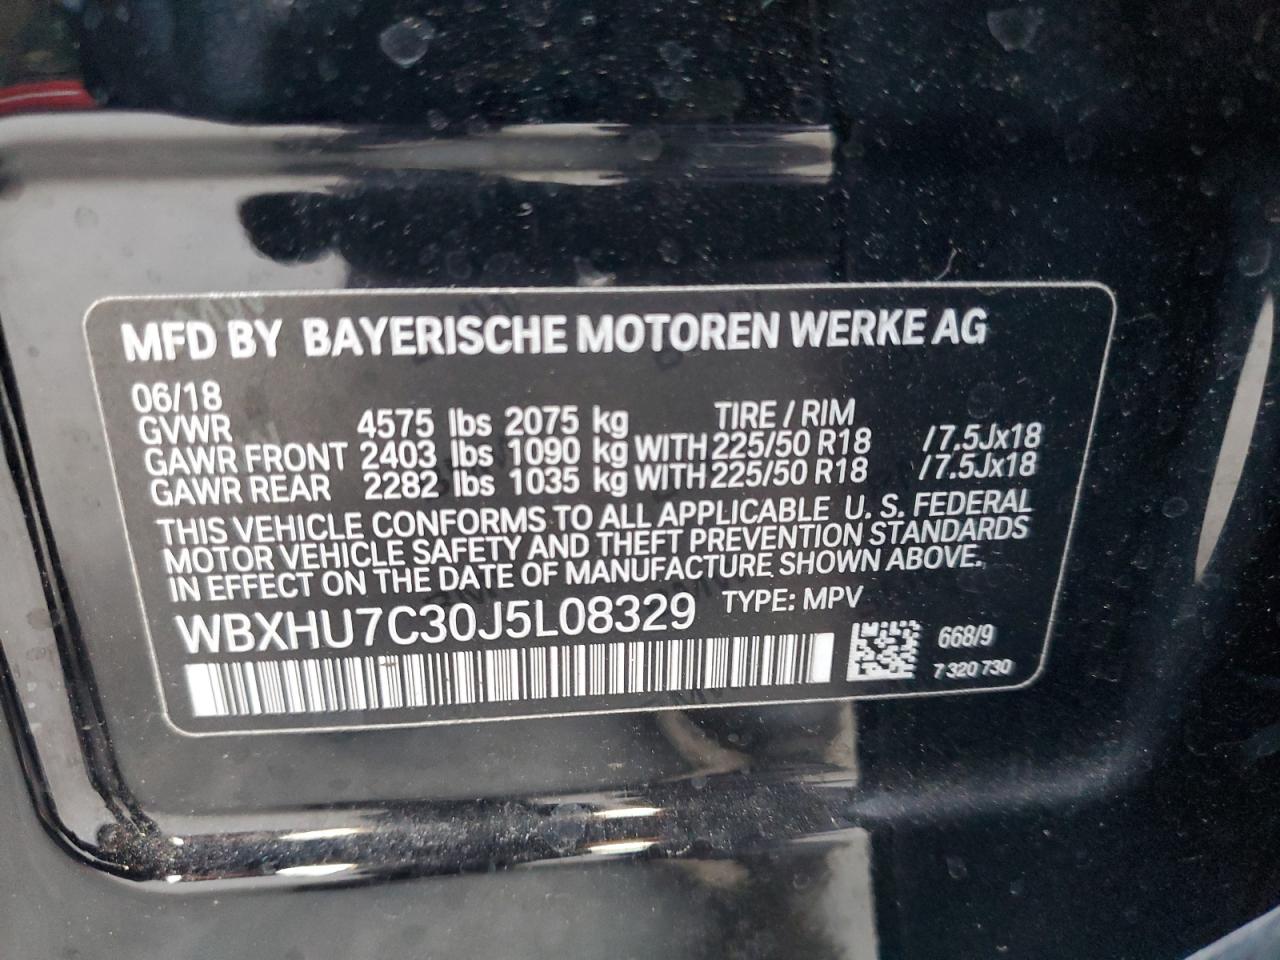 MFD BY BAYERISCHE MOTOREN WERKE AG
06/18
GVWR 4575 lbs 2075 kg TIRE / RIM
GAWR FRONT 2403 lbs 1090 kg WITH 225/50 R18 /7.5Jx18
GAWR REAR 2282 lbs 1035 kg WITH 225/50 R18 /7.5Jx18
THIS VEHICLE CONFORMS TO ALL APPLICABLE U. S. FEDERAL
MOTOR VEHICLE SAFETY AND THEFT PREVENTION STANDARDS
IN EFFECT ON THE DATE OF MANUFACTURE SHOWN ABOVE.
WBXHU7C30J5L08329 TYPE: MPV
668/9
7 320 730